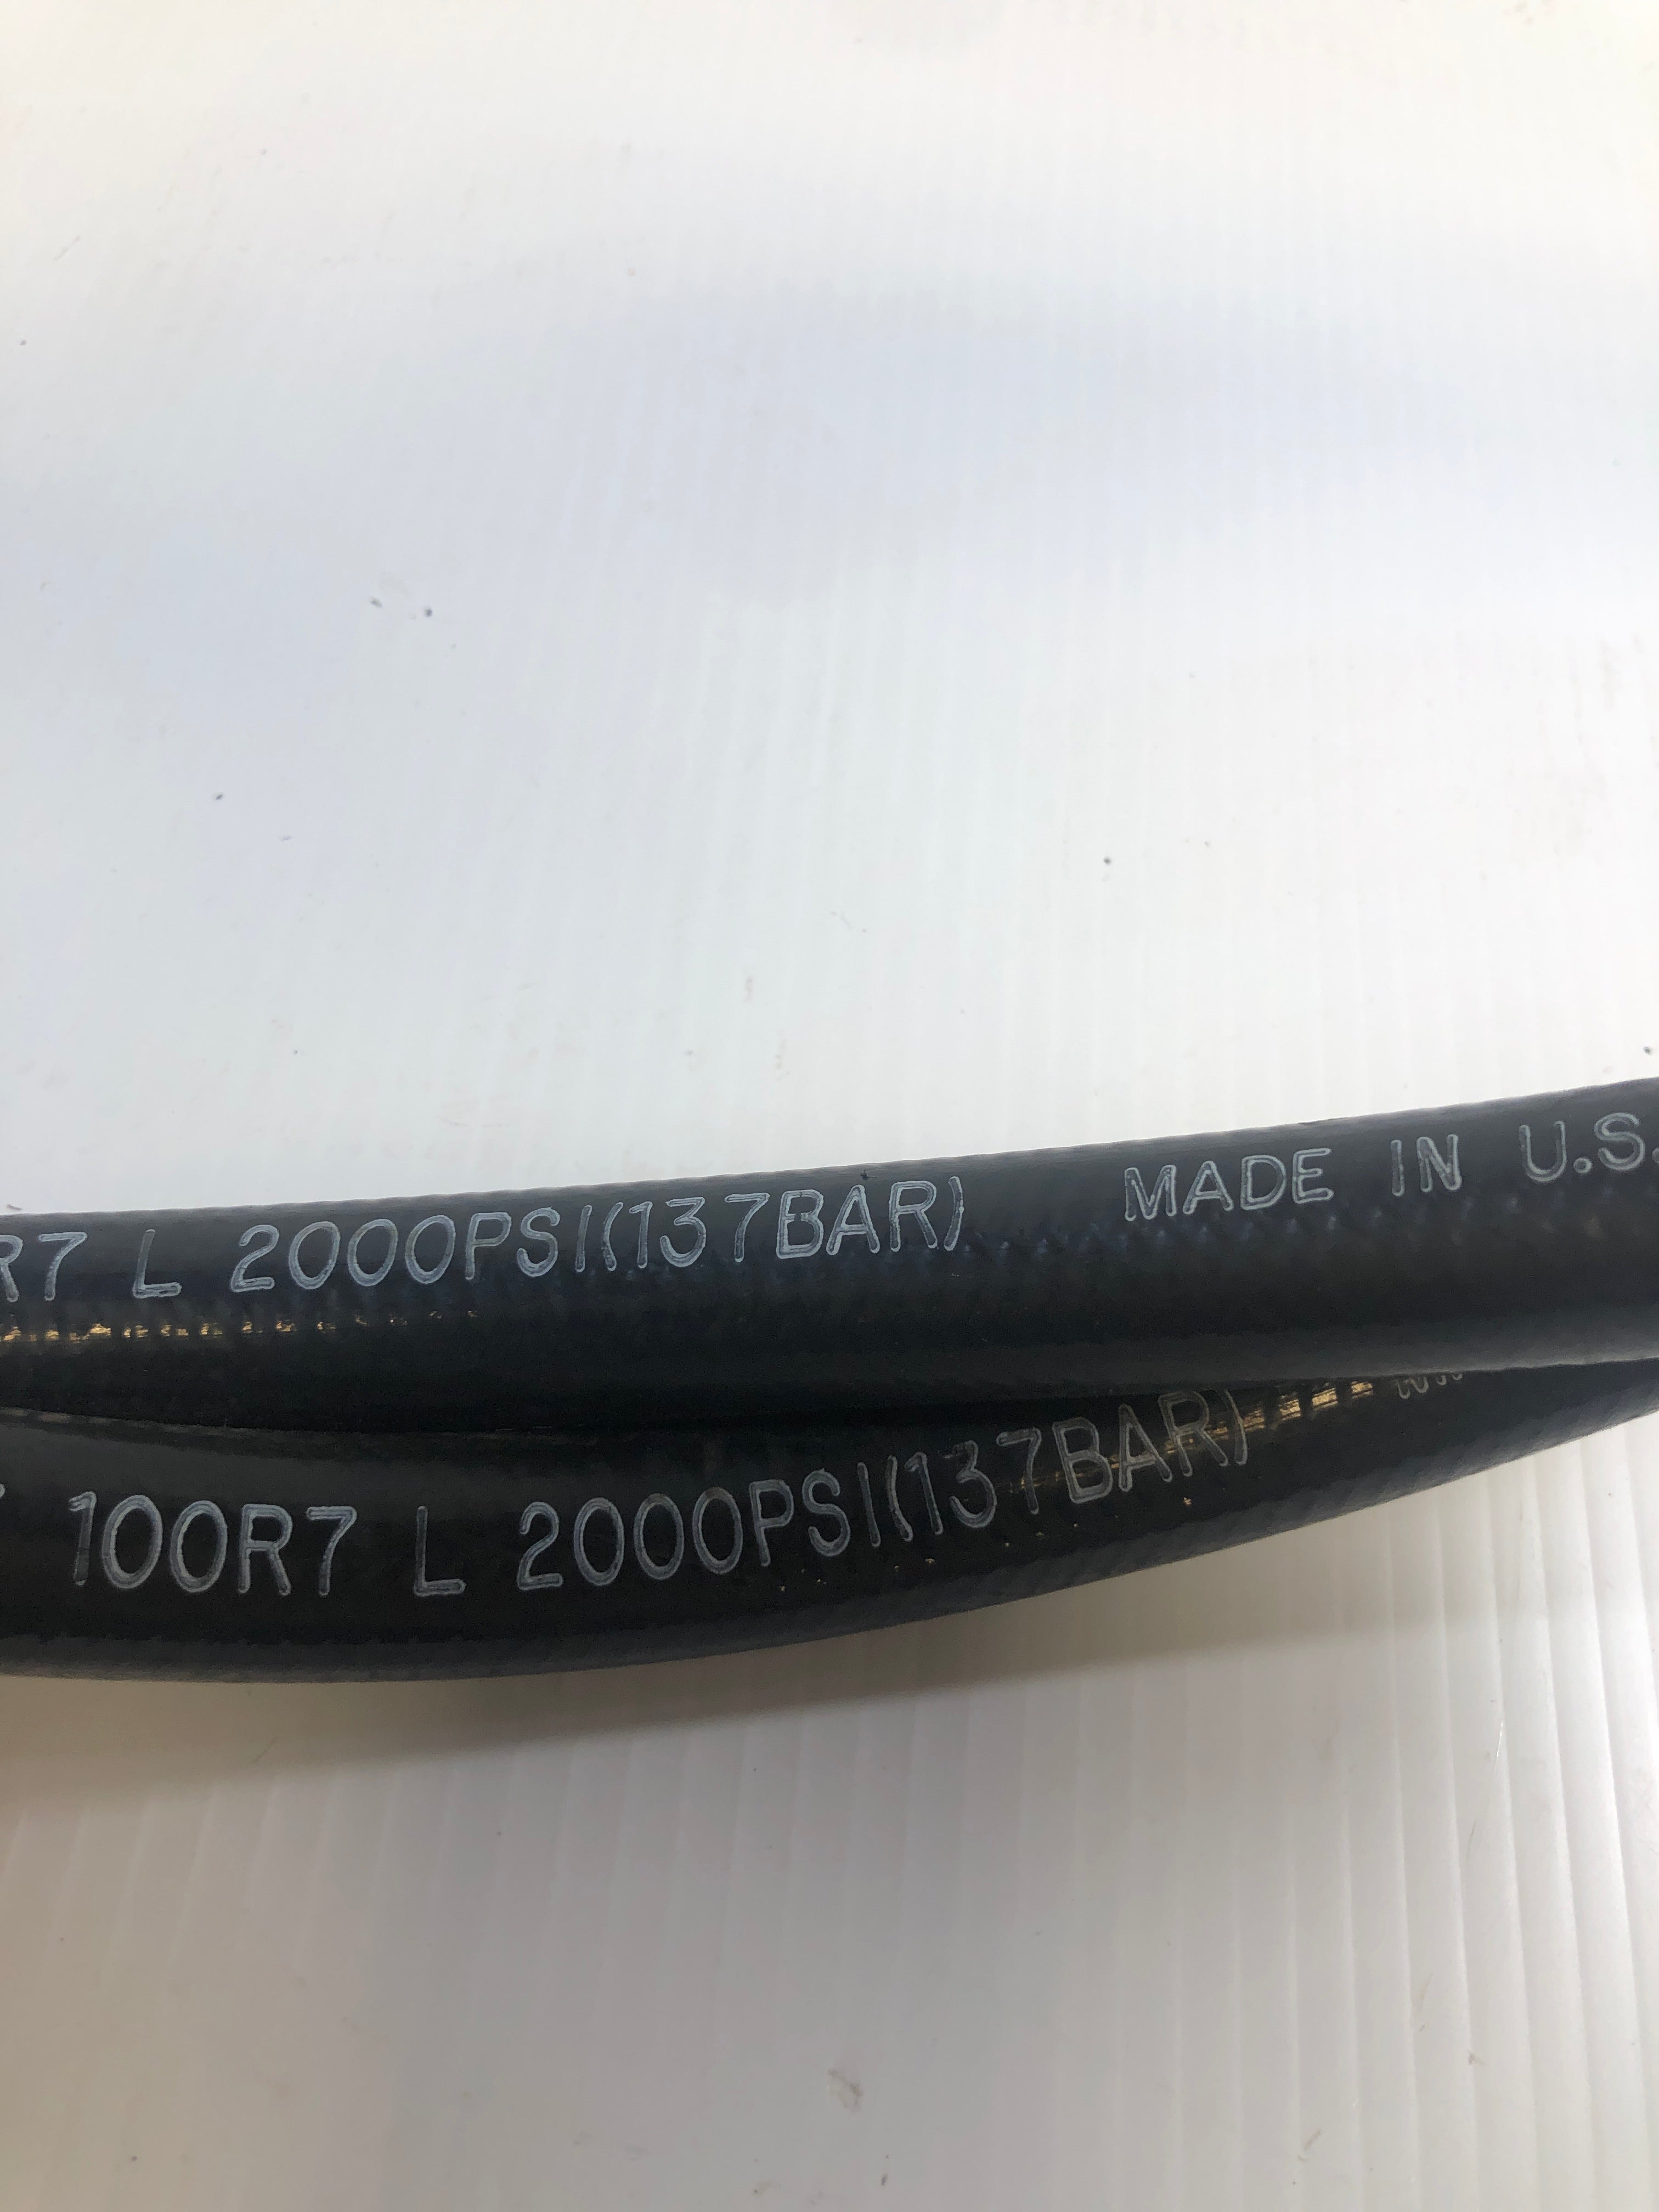 R7 L 2000PSI(137BAR) MADE IN U.S.
100R7 L 2000PSI(137BAR)